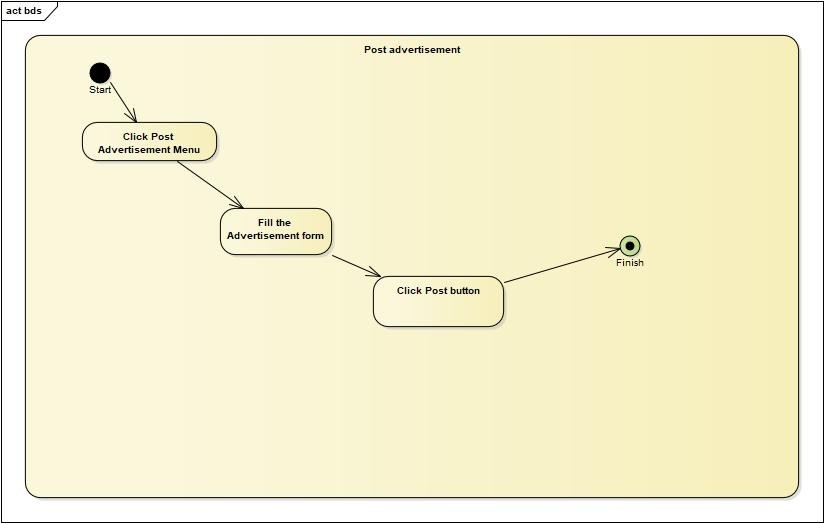 act bds
Post advertisement
Start
Click Post
Advertisement Menu
Fill the
Advertisement form
Click Post button
Finish